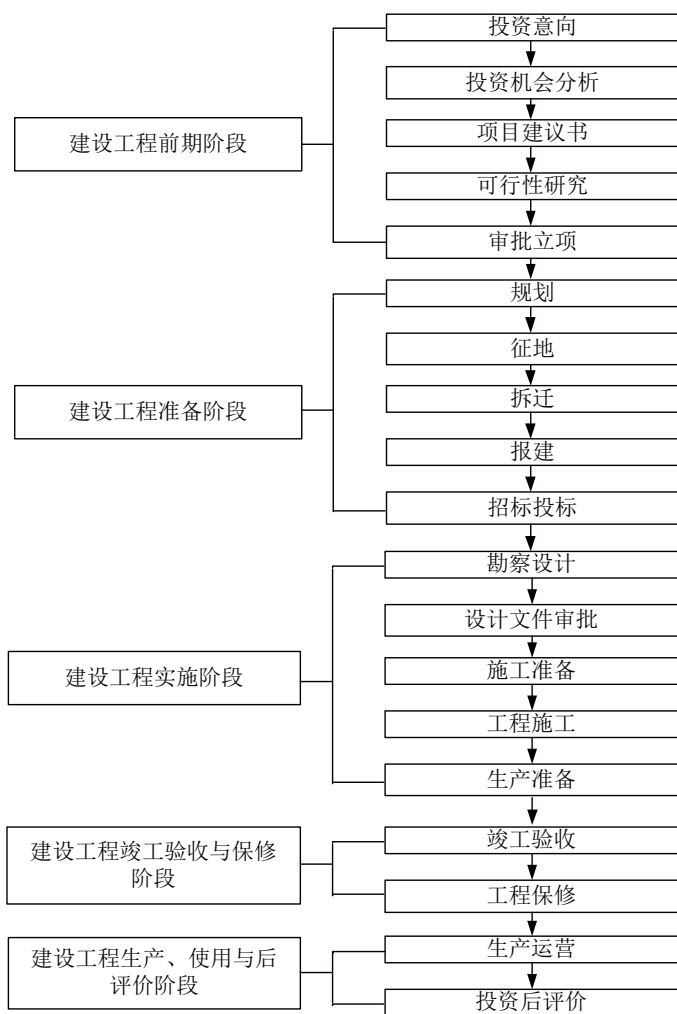 投资意向
投资机会分析
项目建议书
建设工程前期阶段
可行性研究
审批立项
规划
征地
拆迁
建设工程准备阶段
报建
招标投标
勘察设计
设计文件审批
施工准备
建设工程实施阶段
工程施工
生产准备
竣工验收
建设工程竣工验收与保修
阶段
工程保修
生产运营
建设工程生产、使用与后
评价阶段
投资后评价